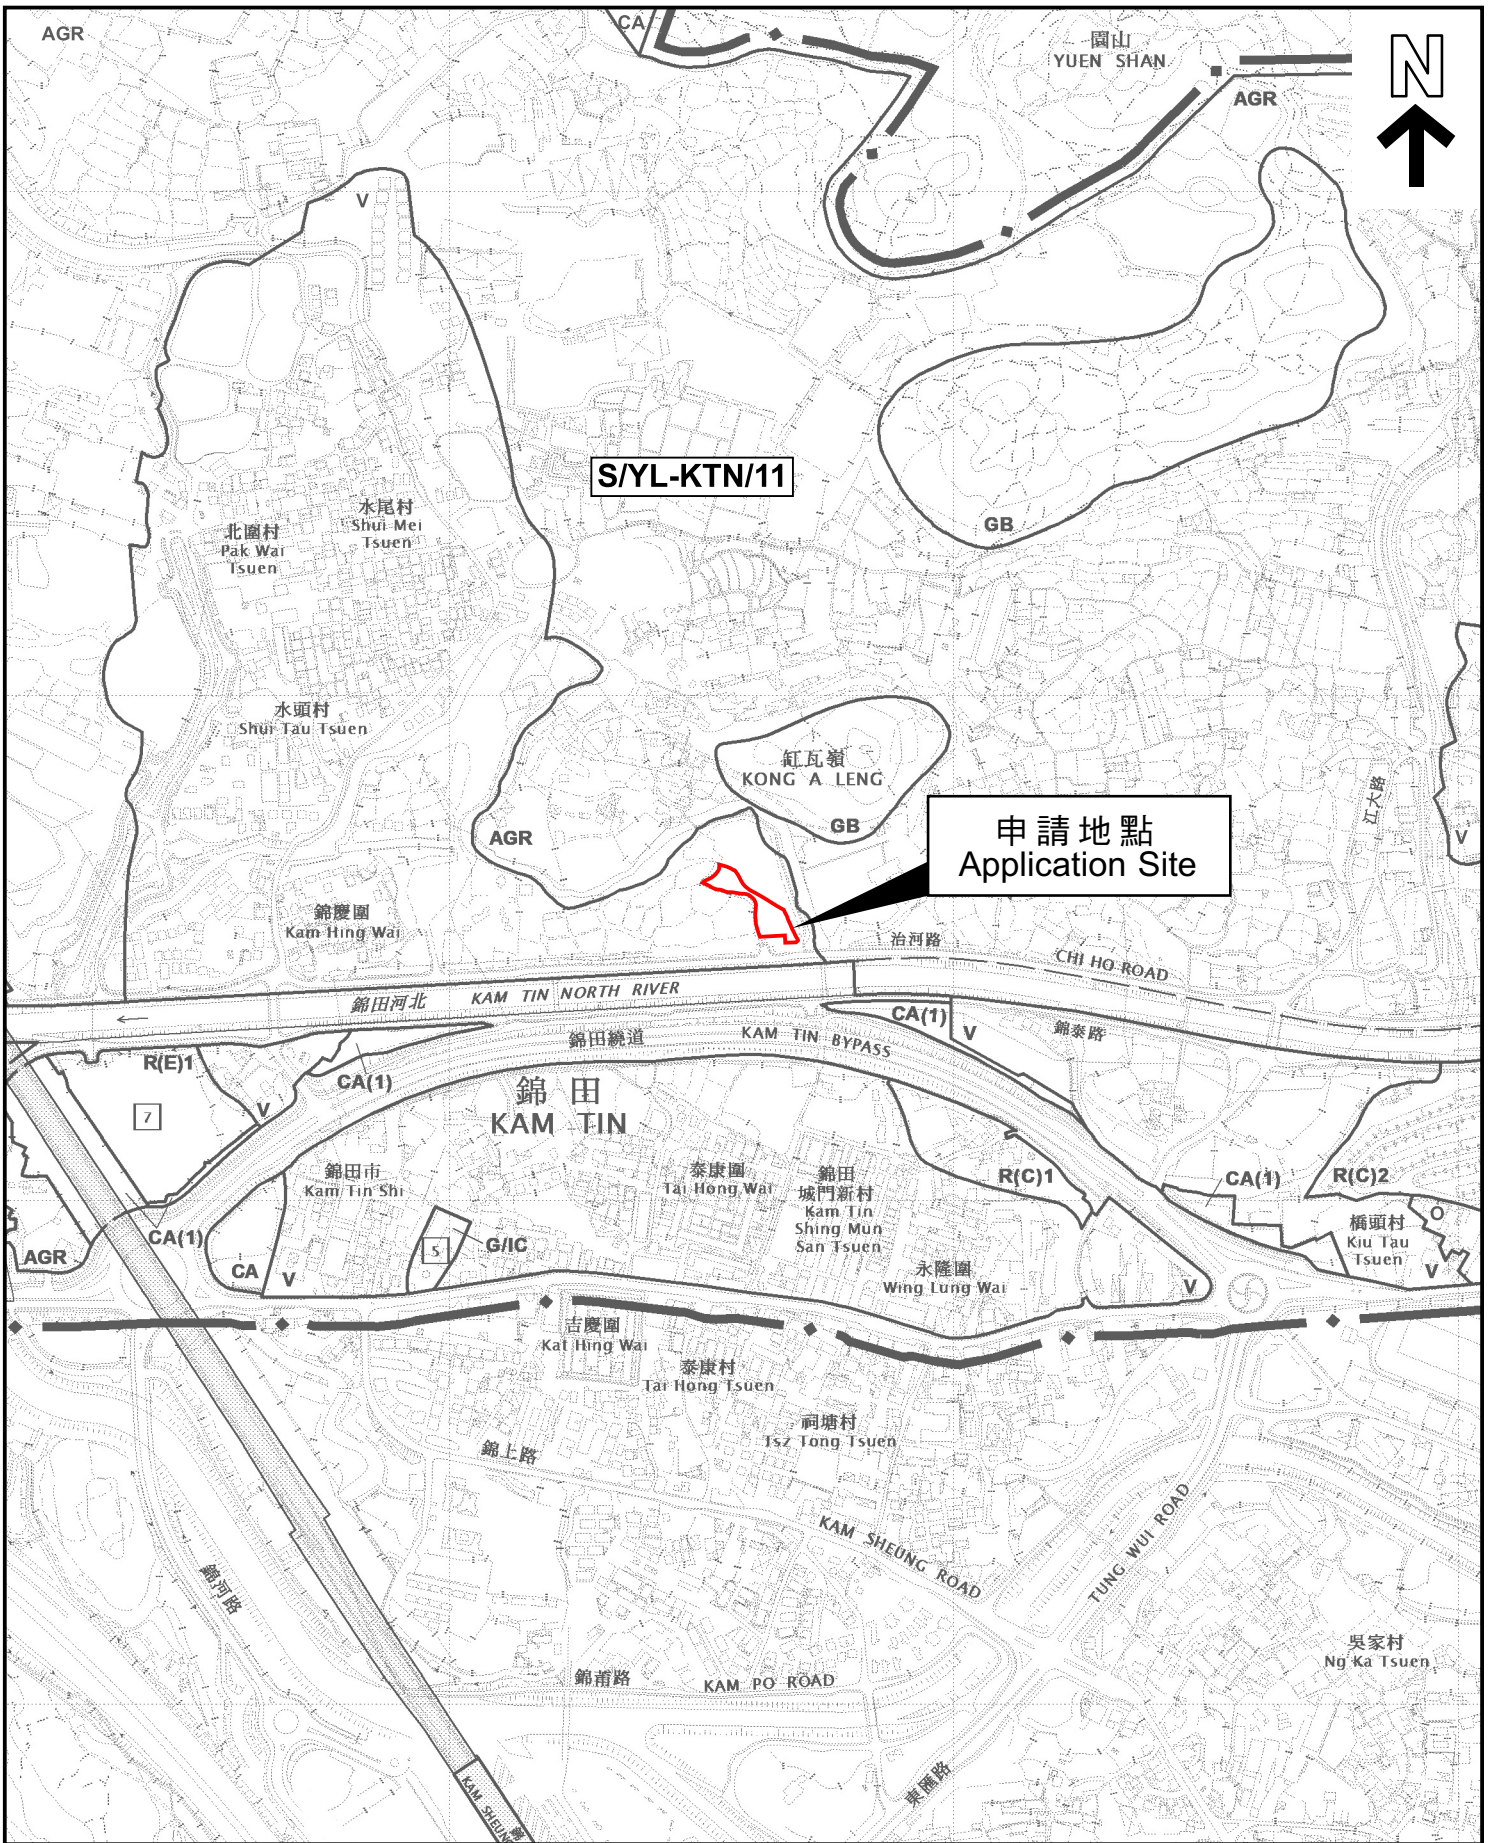 AGR
CA
園山
YUEN SHAN
AGR
N
V
S/YL-KTN/11
水尾村
Shui Mei
Tsuen
北圍村
Pak Wai
Tsuen
GB
水頭村
Shui Tau Tsuen
缸瓦嶺
KONG A LENG
GB
江大路
V
AGR
申請地點
Application Site
錦慶圍
Kam Hing Wai
治河路
CHI HO ROAD
錦田河北
KAM TIN NORTH RIVER
CA(1)
V
錦泰路
錦田繞道
KAM TIN BYPASS
R(E)1
CA(1)
7
V
錦田
KAM TIN
錦田市
Kam Tin Shi
泰康圍
Tai Hong Wai
錦田
城門新村
Kam Tin
Shing Mun
San Tsuen
R(C)1
CA(1)
R(C)2
橋頭村
Kiu Tau
Tsuen
O
V
CA(1)
AGR
CA
V
5
G/IC
永隆圍
Wing Lung Wai
V
吉慶圍
Kat Hing Wai
泰康村
Tai Hong Tsuen
祠塘村
Tsz Tong Tsuen
錦上路
KAM SHEUNG ROAD
TUNG WUI ROAD
錦河路
吳家村
Ng Ka Tsuen
錦莆路
KAM PO ROAD
東匯路
KAM SHEUNG